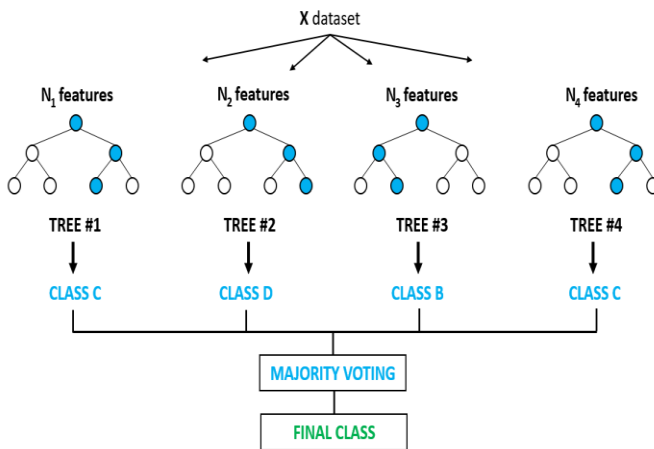 X dataset
N1 features
N2 features
N3 features
N4 features
TREE #1
TREE #2
TREE #3
TREE #4
CLASS C
CLASS D
CLASS B
CLASS C
MAJORITY VOTING
FINAL CLASS